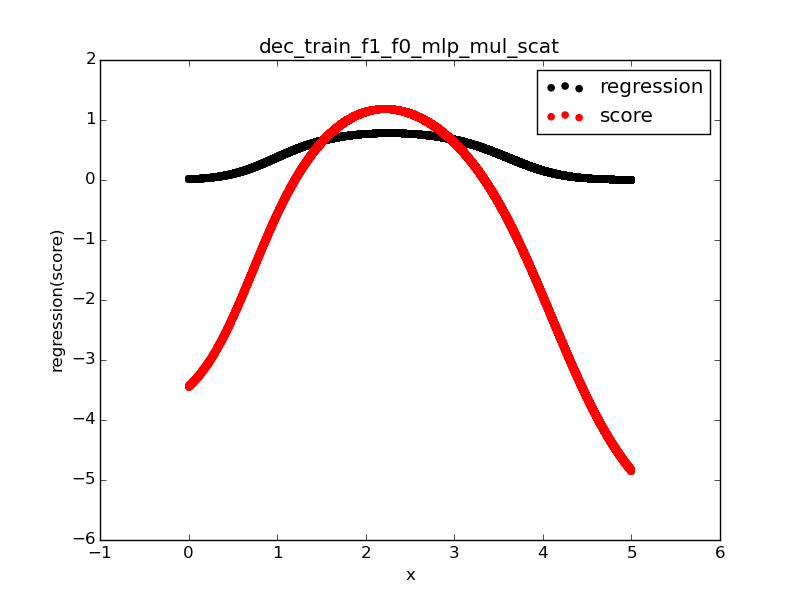 dec_train_f1_f0_mlp_mul_scat
regression
score
2
1
0
−1
−2
−3
−4
−5
−6
regression(score)
−1 0 1 2 3 4 5 6
x